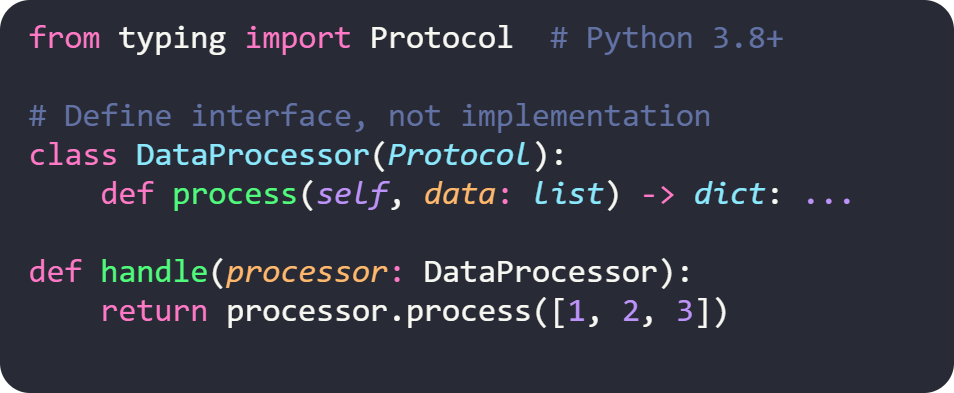 from typing import Protocol  # Python 3.8+
# Define interface, not implementation
class DataProcessor(Protocol):
    def process(self, data: list) -> dict: ...
def handle(processor: DataProcessor):
    return processor.process([1, 2, 3])